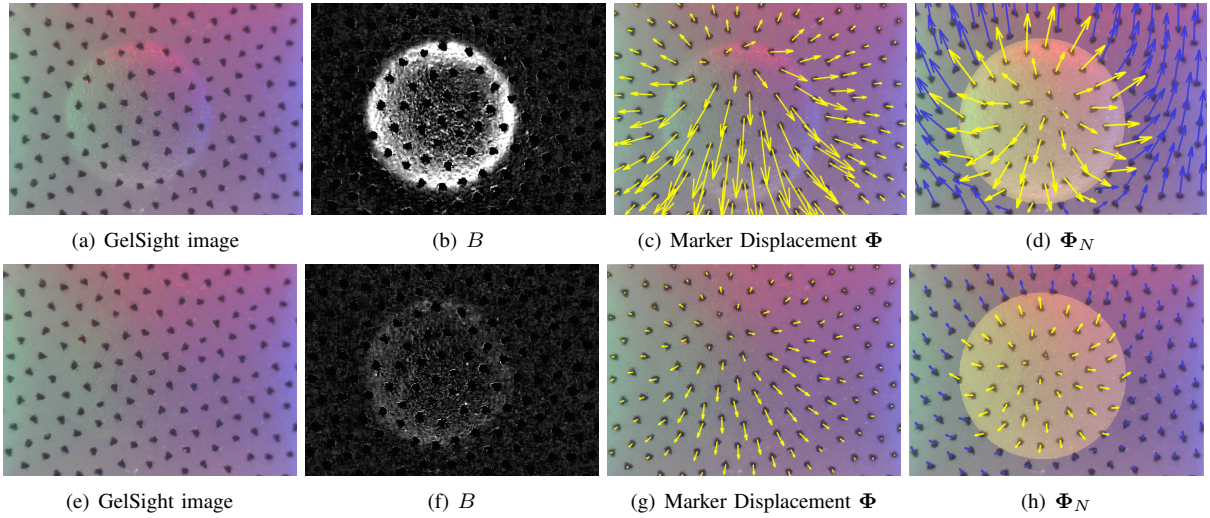 (a) GelSight image
(b) B
(c) Marker Displacement Φ
(d) Φ_N
(e) GelSight image
(f) B
(g) Marker Displacement Φ
(h) Φ_N